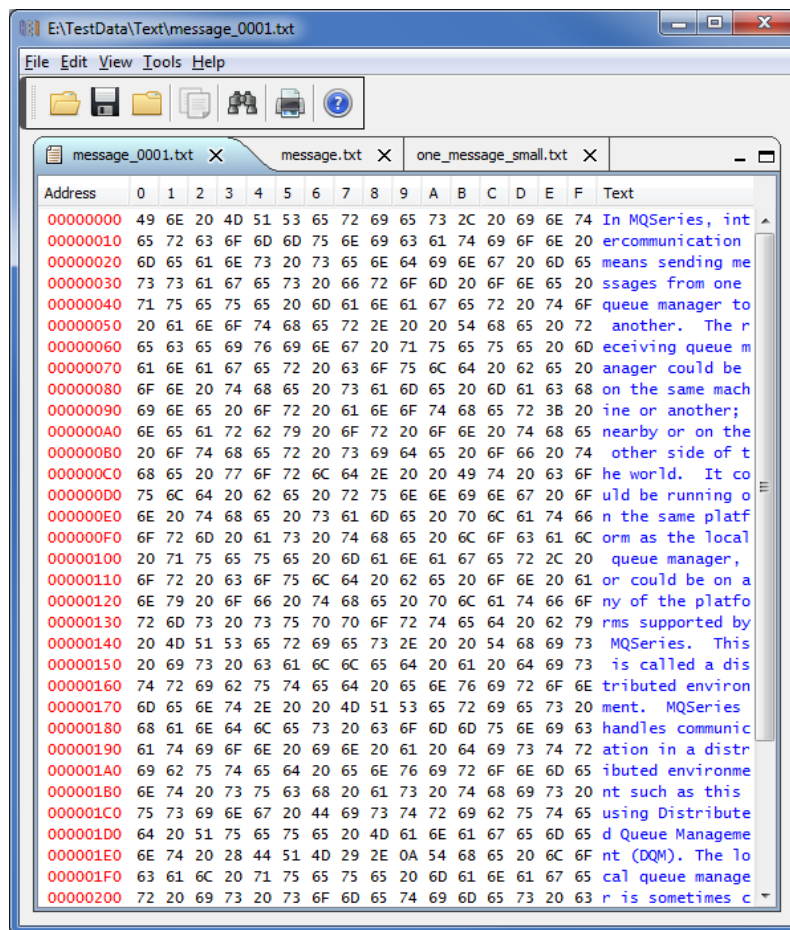 E:\TestData\Text\message_0001.txt
File Edit View Tools Help
message_0001.txt message.txt one_message_small.txt
Address 0 1 2 3 4 5 6 7 8 9 A B C D E F Text
00000000 49 6E 20 4D 51 53 65 72 69 65 73 2C 20 69 6E 74 In MQSeries, int
00000010 65 72 63 6F 6D 6D 75 6E 69 63 61 74 69 6F 6E 20 ercommunication
00000020 6D 65 61 6E 73 20 73 65 6E 64 69 6E 67 20 6D 65 means sending me
00000030 73 73 61 67 65 73 20 66 72 6F 6D 20 6F 6E 65 20 ssages from one
00000040 71 75 65 75 65 20 6D 61 6E 61 67 65 72 20 74 6F queue manager to
00000050 20 61 6E 6F 74 68 65 72 2E 20 20 54 68 65 20 72 another.  The r
00000060 65 63 65 69 76 69 6E 67 20 71 75 65 75 65 20 6D eceiving queue m
00000070 61 6E 61 67 65 72 20 63 6F 75 6C 64 20 62 65 20 anager could be
00000080 6F 6E 20 74 68 65 20 73 61 6D 65 20 6D 61 63 68 on the same mach
00000090 69 6E 65 20 6F 72 20 61 6E 6F 74 68 65 72 3B 20 ine or another;
000000A0 6E 65 61 72 62 79 20 6F 72 20 6F 6E 20 74 68 65 nearby or on the
000000B0 20 6F 74 68 65 72 20 73 69 64 65 20 6F 66 20 74 other side of t
000000C0 68 65 20 77 6F 72 6C 64 2E 20 20 49 74 20 63 6F he world.  It co
000000D0 75 6C 64 20 62 65 20 72 75 6E 6E 69 6E 67 20 6F uld be running o
000000E0 6E 20 74 68 65 20 73 61 6D 65 20 70 6C 61 74 66 n the same platf
000000F0 6F 72 6D 20 61 73 20 74 68 65 20 6C 6F 63 61 6C orm as the local
00000100 20 71 75 65 75 65 20 6D 61 6E 61 67 65 72 2C 20 queue manager,
00000110 6F 72 20 63 6F 75 6C 64 20 62 65 20 6F 6E 20 61 or could be on a
00000120 6E 79 20 6F 66 20 74 68 65 20 70 6C 61 74 66 6F ny of the platfo
00000130 72 6D 73 20 73 75 70 70 6F 72 74 65 64 20 62 79 rms supported by
00000140 20 4D 51 53 65 72 69 65 73 2E 20 20 54 68 69 73 MQSeries.  This
00000150 20 69 73 20 63 61 6C 6C 65 64 20 61 20 64 69 73 is called a dis
00000160 74 72 69 62 75 74 65 64 20 65 6E 76 69 72 6F 6E tributed environ
00000170 6D 65 6E 74 2E 20 20 4D 51 53 65 72 69 65 73 20 ment.  MQSeries
00000180 68 61 6E 64 6C 65 73 20 63 6F 6D 6D 75 6E 69 63 handles communic
00000190 61 74 69 6F 6E 20 69 6E 20 61 20 64 69 73 74 72 ation in a distr
000001A0 69 62 75 74 65 64 20 65 6E 76 69 72 6F 6E 6D 65 ibuted environme
000001B0 6E 74 20 73 75 63 68 20 61 73 20 74 68 69 73 20 nt such as this
000001C0 75 73 69 6E 67 20 44 69 73 74 72 69 62 75 74 65 using Distribute
000001D0 64 20 51 75 65 75 65 20 4D 61 6E 61 67 65 6D 65 d Queue Manageme
000001E0 6E 74 20 28 44 51 4D 29 2E 0A 54 68 65 20 6C 6F nt (DQM). The lo
000001F0 63 61 6C 20 71 75 65 75 65 20 6D 61 6E 61 67 65 cal queue manage
00000200 72 20 69 73 20 73 6F 6D 65 74 69 6D 65 73 20 63 r is sometimes c